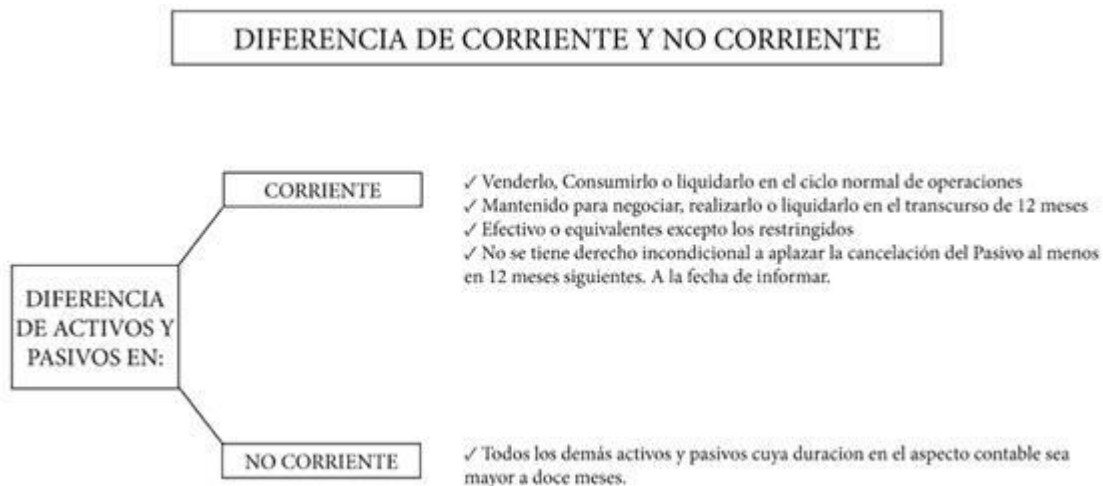 DIFERENCIA DE CORRIENTE Y NO CORRIENTE
CORRIENTE
✓ Venderlo, Consumirlo o liquidarlo en el ciclo normal de operaciones
✓ Mantenido para negociar, realizarlo o liquidarlo en el transcurso de 12 meses
✓ Efectivo o equivalentes excepto los restringidos
✓ No se tiene derecho incondicional a aplazar la cancelación del Pasivo al menos
en 12 meses siguientes. A la fecha de informar.
DIFERENCIA
DE ACTIVOS Y
PASIVOS EN:
NO CORRIENTE
✓ Todos los demás activos y pasivos cuya duracion en el aspecto contable sea
mayor a doce meses.